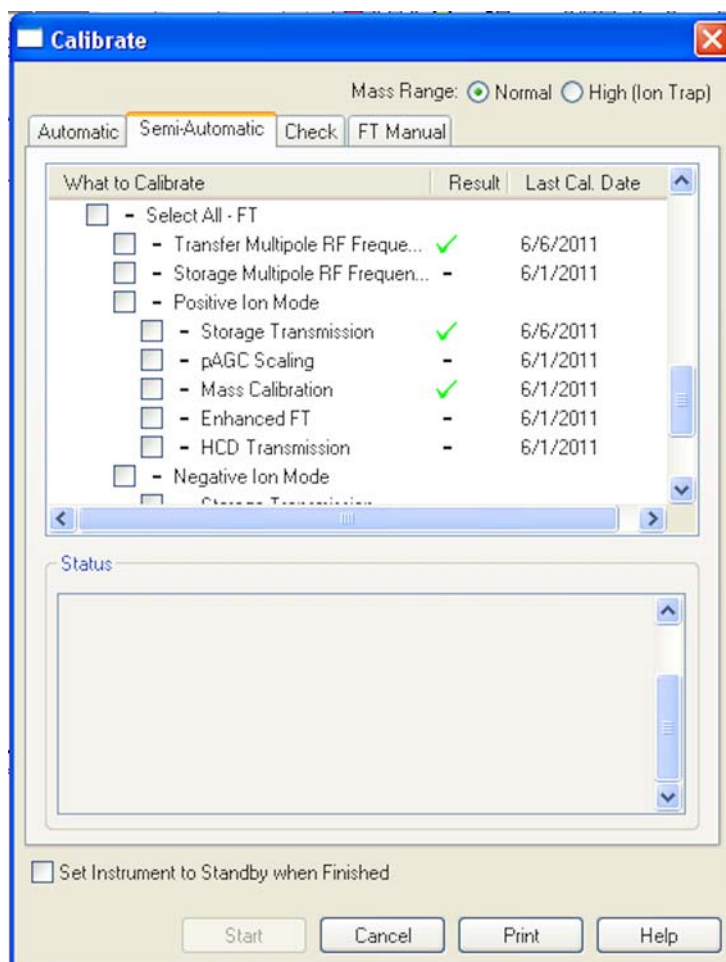 Calibrate
Mass Range: Normal High (Ion Trap)
Automatic Semi-Automatic Check FT Manual
What to Calibrate Result Last Cal. Date
- Select All - FT
- Transfer Multipole RF Freque... ✓ 6/6/2011
- Storage Multipole RF Frequen... - 6/1/2011
- Positive Ion Mode
- Storage Transmission ✓ 6/6/2011
- pAGC Scaling - 6/1/2011
- Mass Calibration ✓ 6/1/2011
- Enhanced FT - 6/1/2011
- HCD Transmission - 6/1/2011
- Negative Ion Mode
Status
Set Instrument to Standby when Finished
Start Cancel Print Help